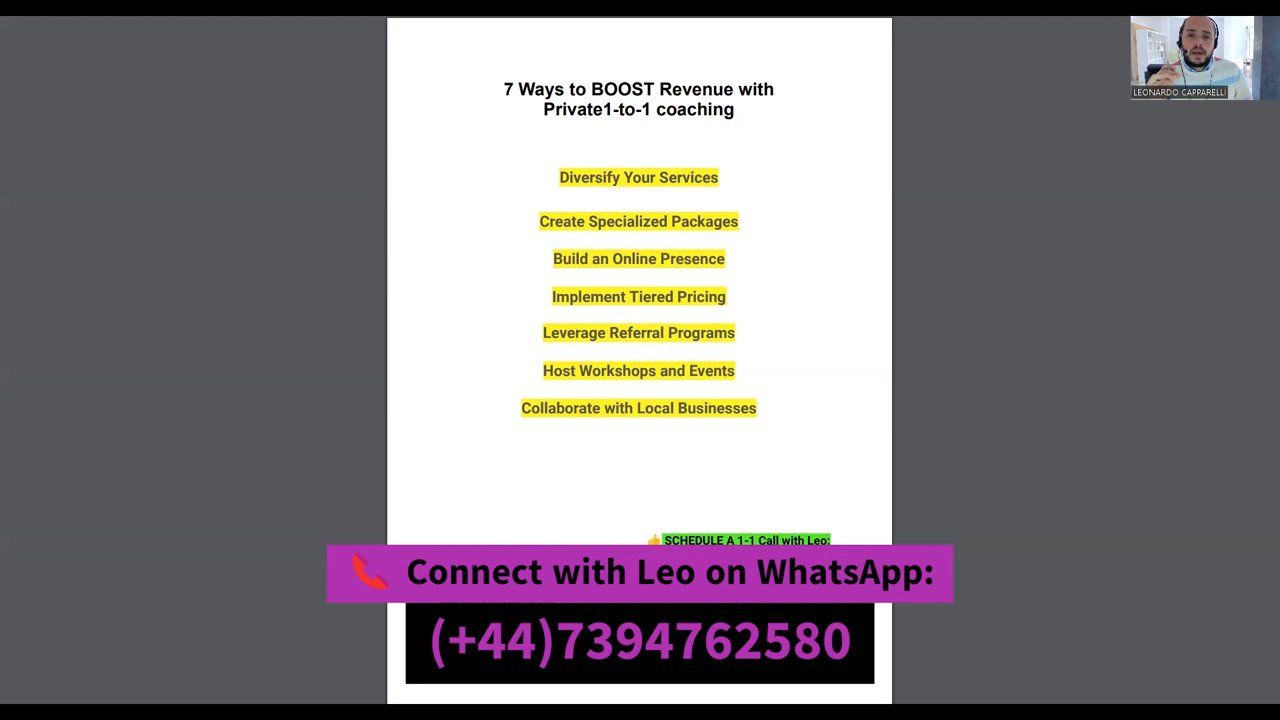 LEONARDO CAPPARELLI
7 Ways to BOOST Revenue with
Private1-to-1 coaching
Diversify Your Services
Create Specialized Packages
Build an Online Presence
Implement Tiered Pricing
Leverage Referral Programs
Host Workshops and Events
Collaborate with Local Businesses
👍 SCHEDULE A 1-1 Call with Leo:
📞 Connect with Leo on WhatsApp:
(+44)7394762580